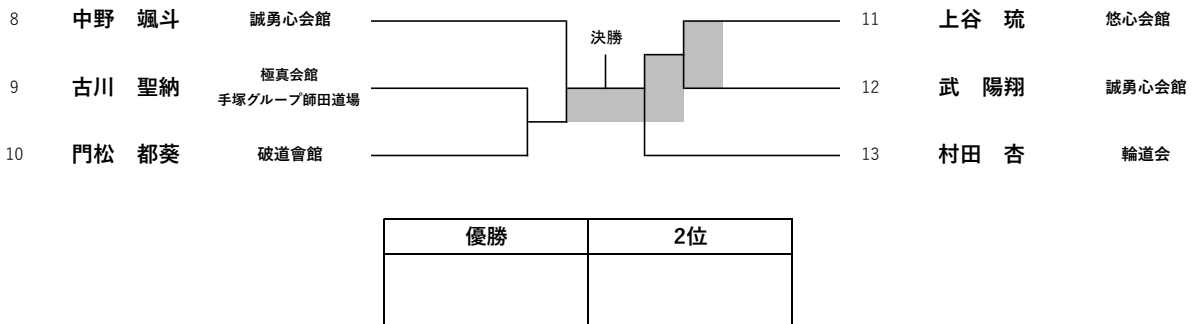 8 中野 颯斗 誠勇心会館
決勝
11 上谷 琉 悠心会館
9 古川 聖納 極真会館
手塚グループ師田道場
12 武 陽翔 誠勇心会館
10 門松 都葵 破道會館
13 村田 杏 輪道会
優勝 2位